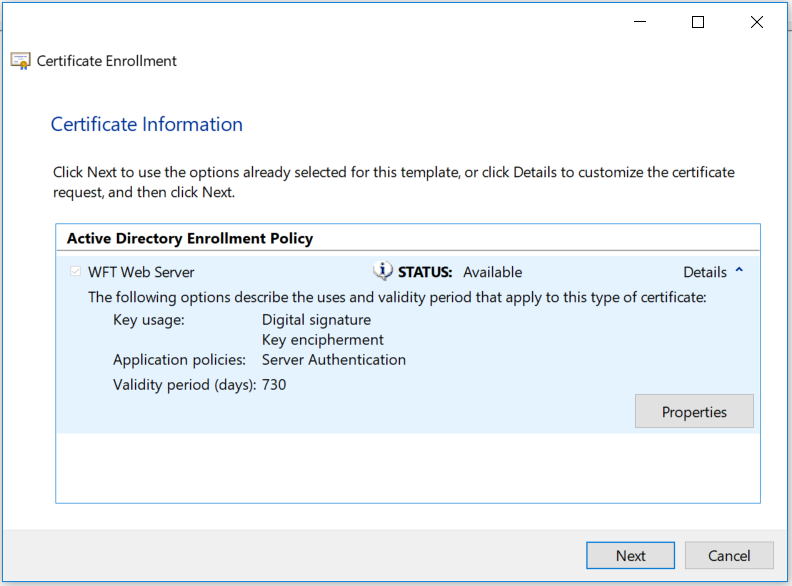 Certificate Enrollment
Certificate Information
Click Next to use the options already selected for this template, or click Details to customize the certificate
request, and then click Next.
Active Directory Enrollment Policy
WFT Web Server STATUS: Available Details
The following options describe the uses and validity period that apply to this type of certificate:
Key usage: Digital signature
Key encipherment
Application policies: Server Authentication
Validity period (days): 730
Properties
Next Cancel